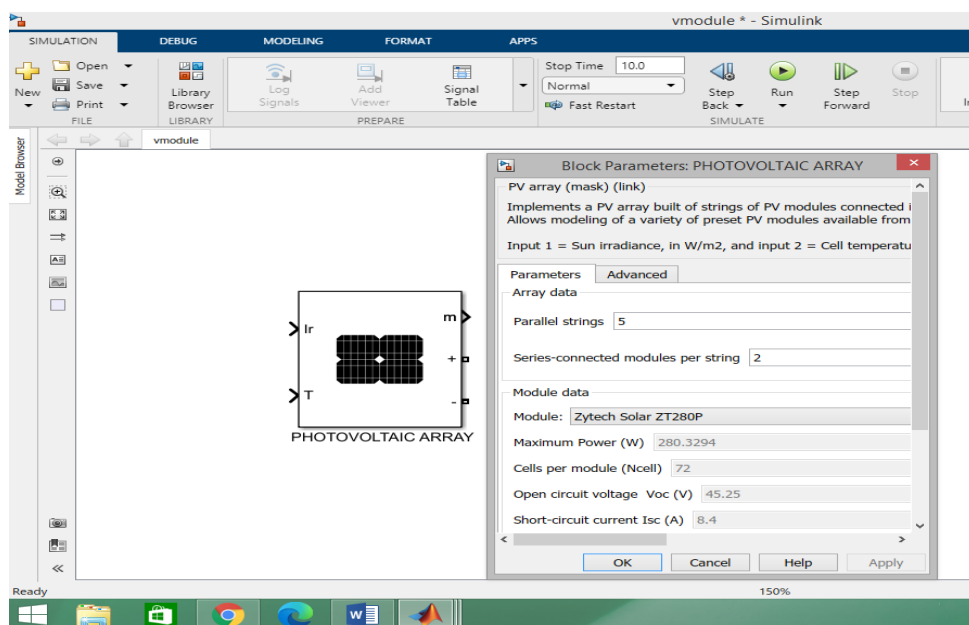 vmodule * - Simulink
SIMULATION DEBUG MODELING FORMAT APPS
New
Open
Save
Print
FILE
Library Browser
LIBRARY
Log Signals
Add Viewer
Signal Table
PREPARE
Stop Time 10.0
Normal
Fast Restart
Step Back
Run
Step Forward
Stop
SIMULATE
Model Browser
vmodule
Ir
T
m
+
-
PHOTOVOLTAIC ARRAY
Block Parameters: PHOTOVOLTAIC ARRAY
PV array (mask) (link)
Implements a PV array built of strings of PV modules connected i
Allows modeling of a variety of preset PV modules available from
Input 1 = Sun irradiance, in W/m2, and input 2 = Cell temperatu
Parameters Advanced
Array data
Parallel strings 5
Series-connected modules per string 2
Module data
Module: Zytech Solar ZT280P
Maximum Power (W) 280.3294
Cells per module (Ncell) 72
Open circuit voltage Voc (V) 45.25
Short-circuit current Isc (A) 8.4
OK Cancel Help Apply
Ready 150%